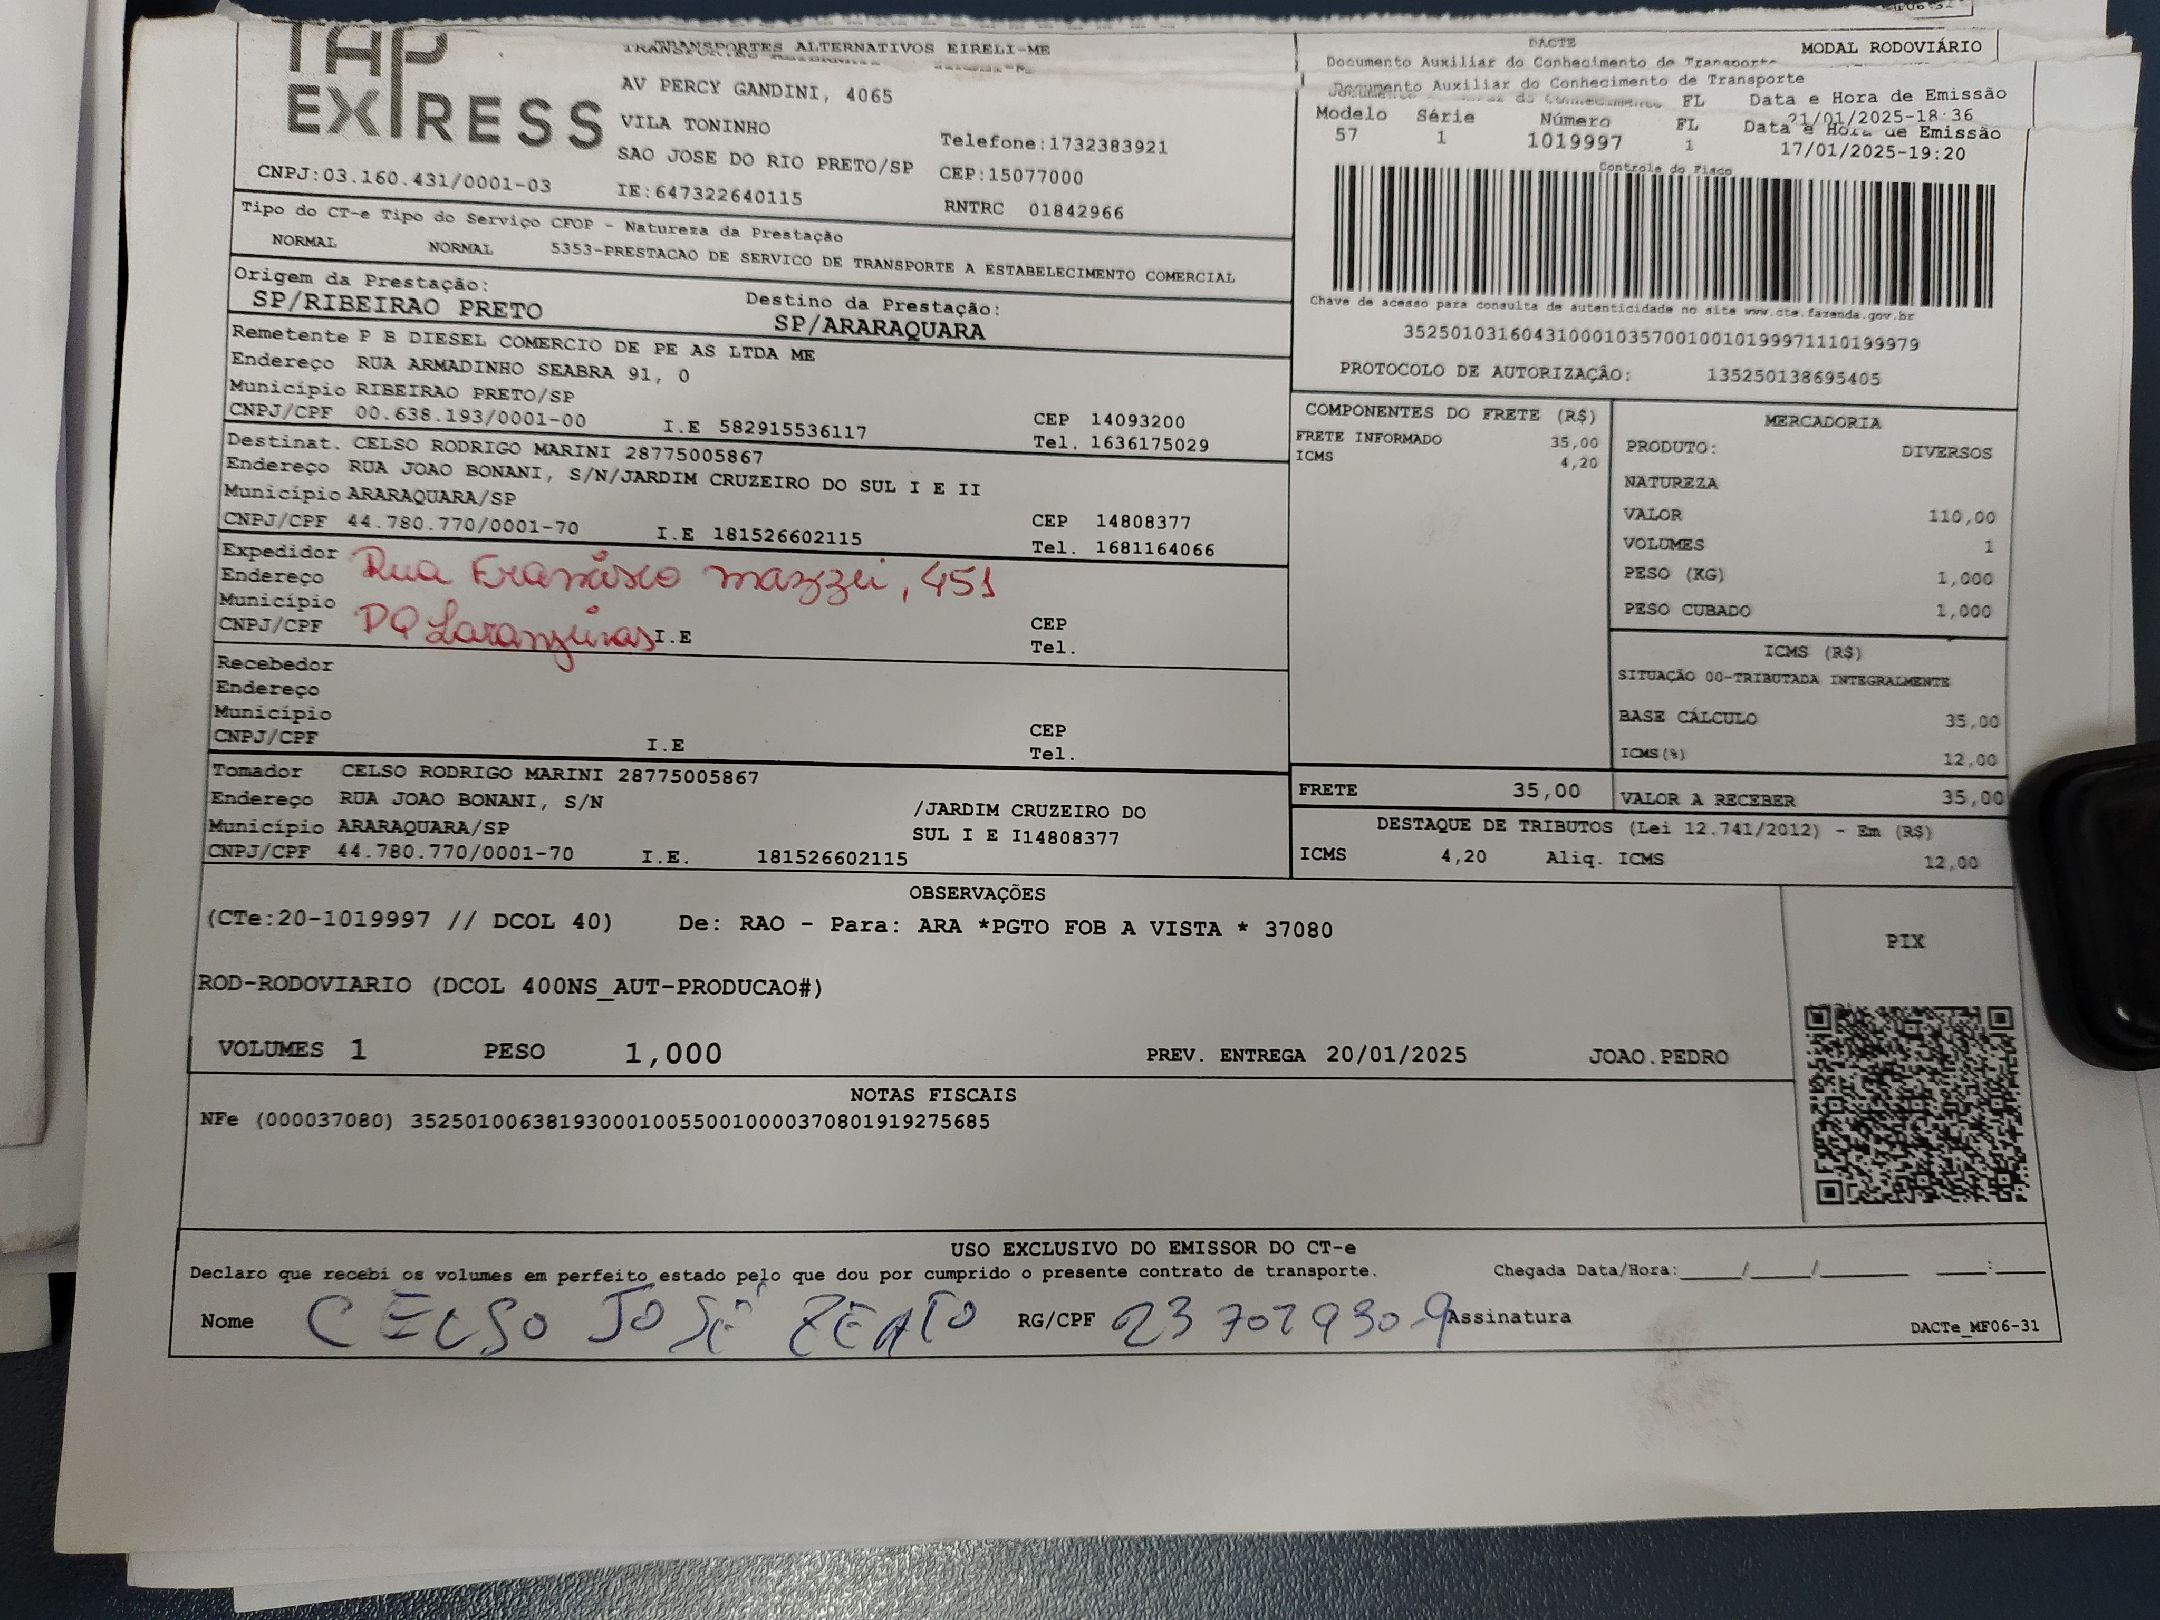 TAP
EXPRESS
TRANSPORTES ALTERNATIVOS EIRELI-ME
AV PERCY GANDINI, 4065
VILA TONINHO
Telefone:1732383921
SAO JOSE DO RIO PRETO/SP
CEP:15077000
CNPJ:03.160.431/0001-03
IE:647322640115
RNTRC 01842966
DACTE
MODAL RODOVIÁRIO
Documento Auxiliar do Conhecimento de Transporte
Documento Auxiliar do Conhecimento de Transporte
FL Data e Hora de Emissão
21/01/2025-18:36
Modelo Série Número FL Data e Hora de Emissão
57 1 1019997 1 17/01/2025-19:20
Controle do Fisco
Chave de acesso para consulta de autenticidade no site www.cte.fazenda.gov.br
35250103160431000103570010010199971110199979
PROTOCOLO DE AUTORIZAÇÃO: 135250138695405
Tipo do CT-e Tipo do Serviço CFOP - Natureza da Prestação
NORMAL NORMAL 5353-PRESTACAO DE SERVICO DE TRANSPORTE A ESTABELECIMENTO COMERCIAL
Origem da Prestação:
SP/RIBEIRAO PRETO
Destino da Prestação:
SP/ARARAQUARA
Remetente P B DIESEL COMERCIO DE PE AS LTDA ME
Endereço RUA ARMADINHO SEABRA 91, 0
Município RIBEIRAO PRETO/SP
CEP 14093200
CNPJ/CPF 00.638.193/0001-00 I.E 582915536117
Tel. 1636175029
Destinat. CELSO RODRIGO MARINI 28775005867
Endereço RUA JOAO BONANI, S/N/JARDIM CRUZEIRO DO SUL I E II
Município ARARAQUARA/SP
CEP 14808377
CNPJ/CPF 44.780.770/0001-70 I.E 181526602115
Tel. 1681164066
Expedidor
Rua Francisco mazzei, 451
Endereço
Município
CEP
CNPJ/CPF
PQ Laranjeiras
I.E
Tel.
Recebedor
Endereço
Município
CEP
CNPJ/CPF I.E
Tel.
Tomador CELSO RODRIGO MARINI 28775005867
Endereço RUA JOAO BONANI, S/N /JARDIM CRUZEIRO DO
Município ARARAQUARA/SP SUL I E I14808377
CNPJ/CPF 44.780.770/0001-70 I.E. 181526602115
COMPONENTES DO FRETE (R$)
FRETE INFORMADO 35,00
ICMS 4,20
MERCADORIA
PRODUTO: DIVERSOS
NATUREZA
VALOR 110,00
VOLUMES 1
PESO (KG) 1,000
PESO CUBADO 1,000
ICMS (R$)
SITUAÇÃO 00-TRIBUTADA INTEGRALMENTE
BASE CÁLCULO 35,00
ICMS(%) 12,00
FRETE 35,00
VALOR A RECEBER 35,00
DESTAQUE DE TRIBUTOS (Lei 12.741/2012) - Em (R$)
ICMS 4,20 Aliq. ICMS 12,00
OBSERVAÇÕES
(CTe:20-1019997 // DCOL 40) De: RAO - Para: ARA *PGTO FOB A VISTA * 37080
PIX
ROD-RODOVIARIO (DCOL 400NS_AUT-PRODUCAO#)
VOLUMES 1 PESO 1,000 PREV. ENTREGA 20/01/2025 JOAO.PEDRO
NOTAS FISCAIS
NFe (000037080) 35250100638193000100550010000370801919275685
USO EXCLUSIVO DO EMISSOR DO CT-e
Declaro que recebi os volumes em perfeito estado pelo que dou por cumprido o presente contrato de transporte. Chegada Data/Hora:____/____/______ ___:___
Nome CELSO JOSÉ ZEATO RG/CPF 237029309 Assinatura
DACTe_MF06-31